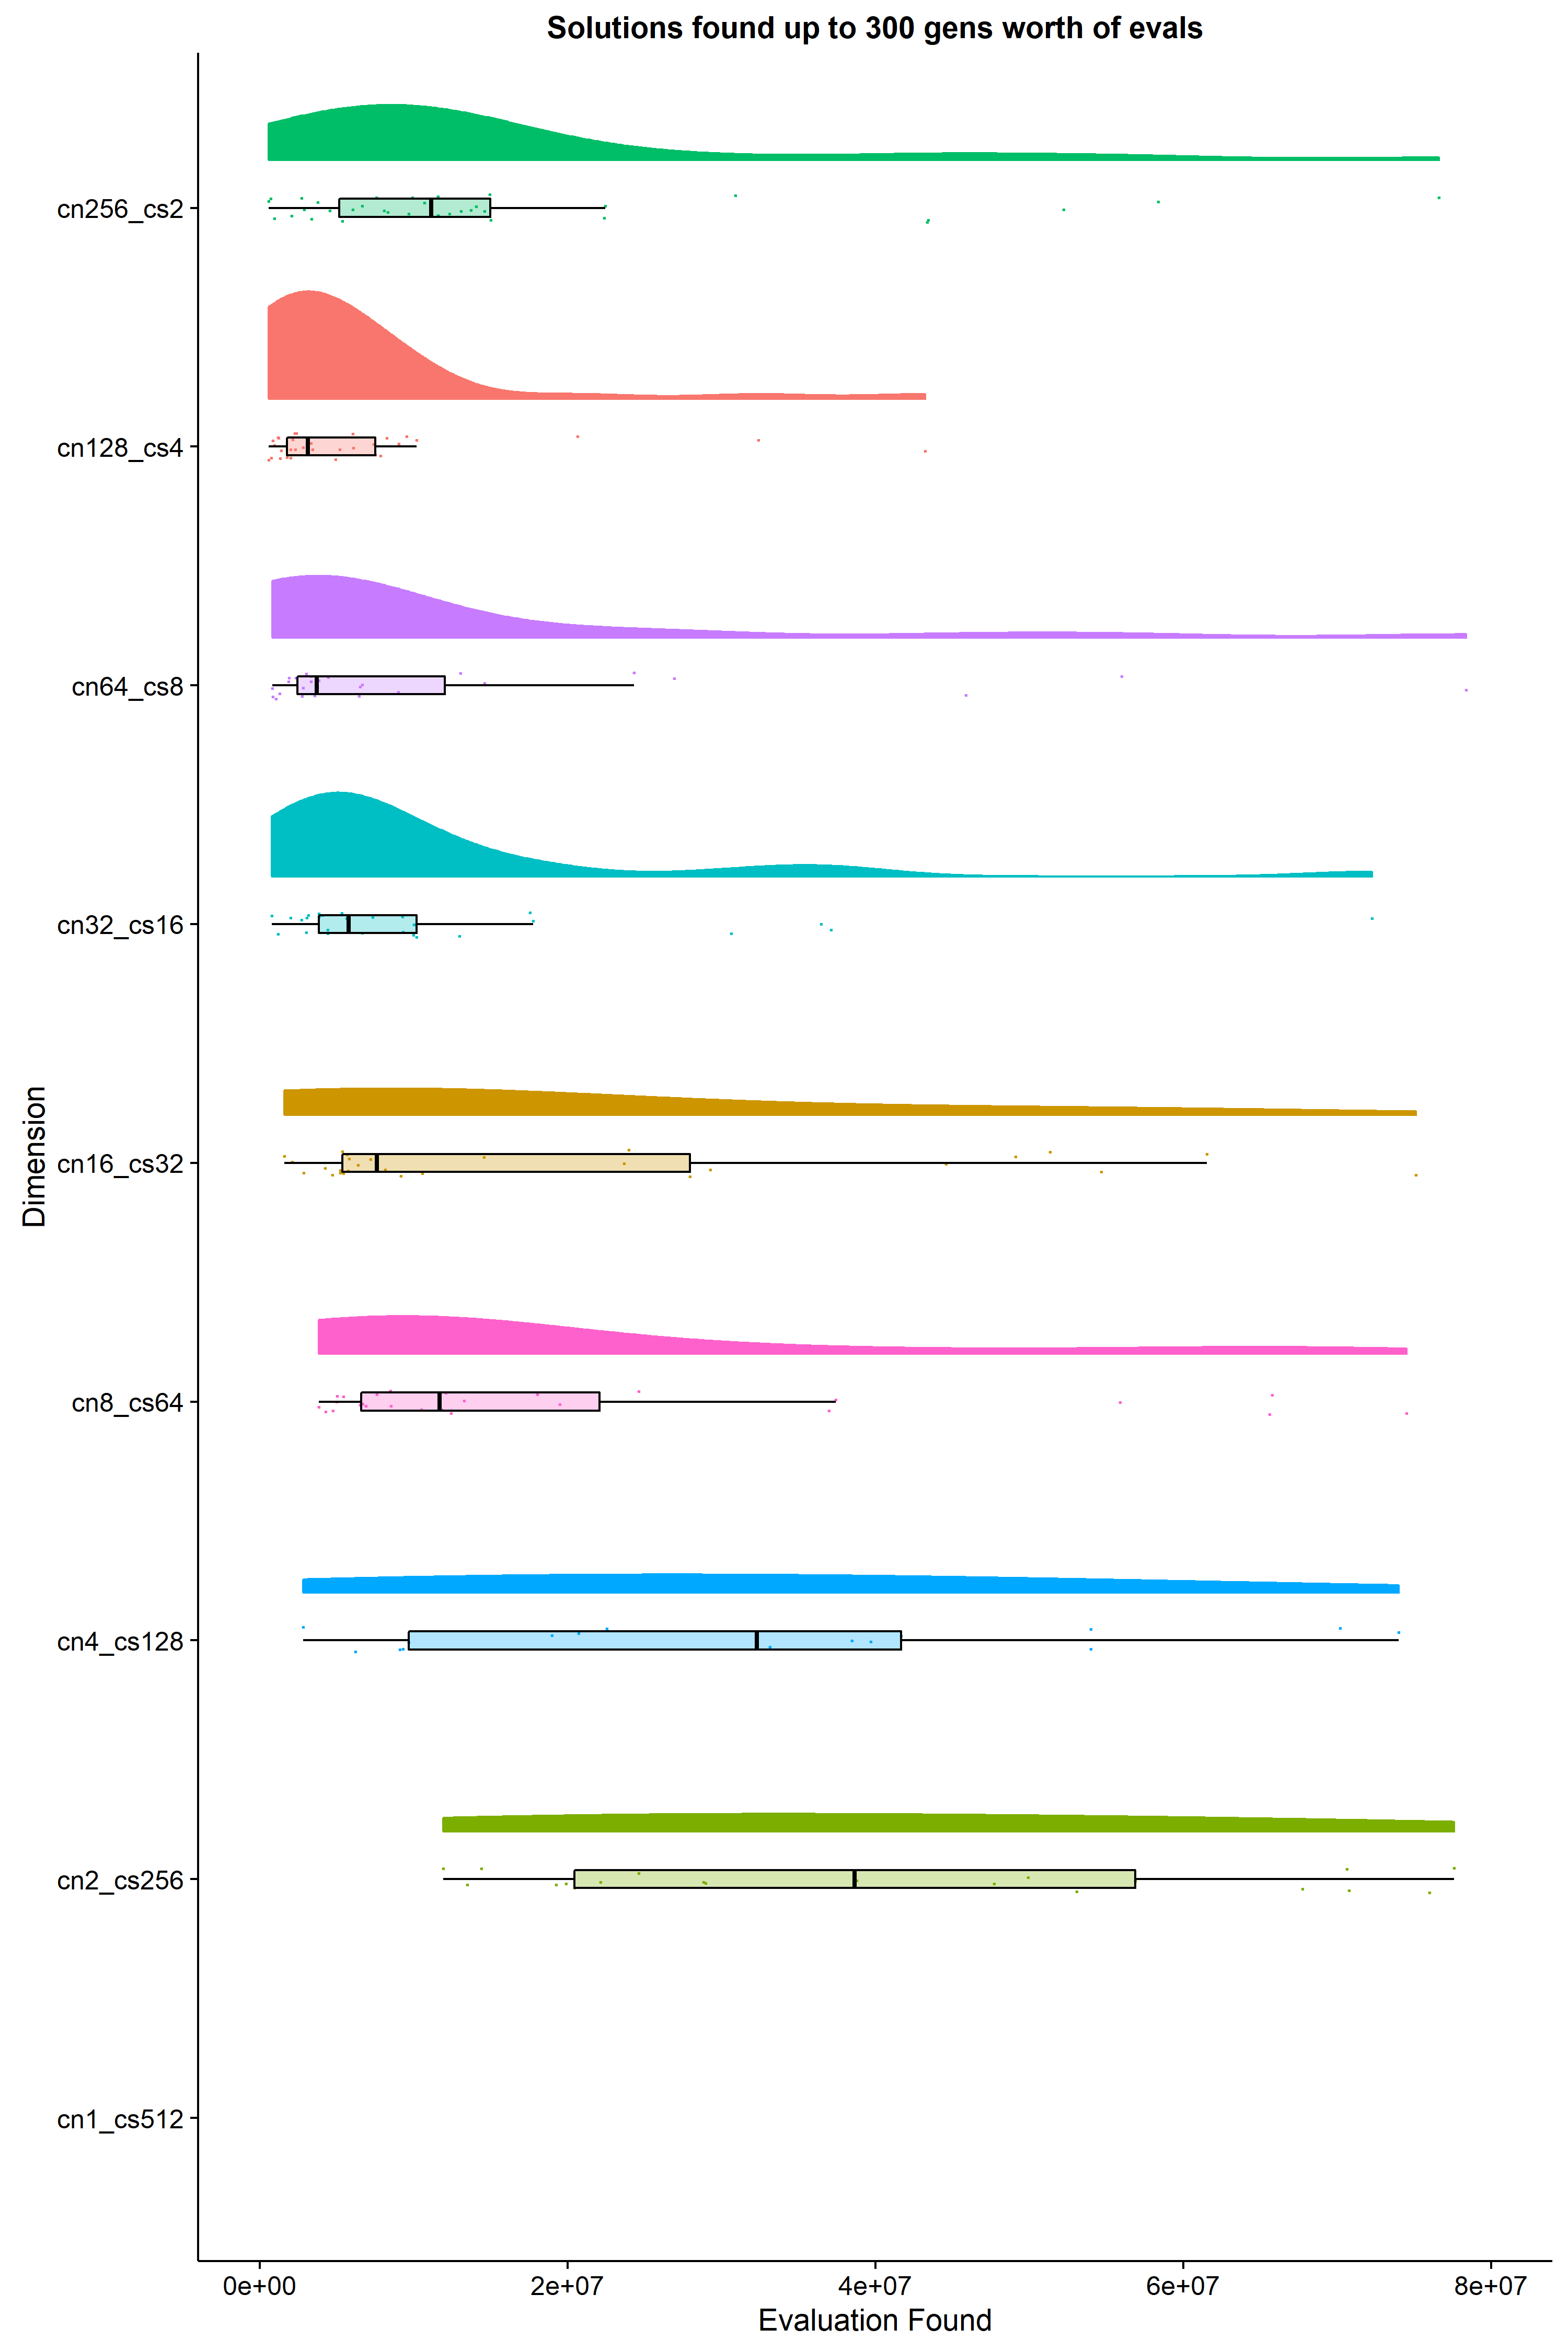 Solutions found up to 300 gens worth of evals
cn256_cs2
cn128_cs4
cn64_cs8
cn32_cs16
cn16_cs32
cn8_cs64
cn4_cs128
cn2_cs256
cn1_cs512
Dimension
0e+00 2e+07 4e+07 6e+07 8e+07
Evaluation Found